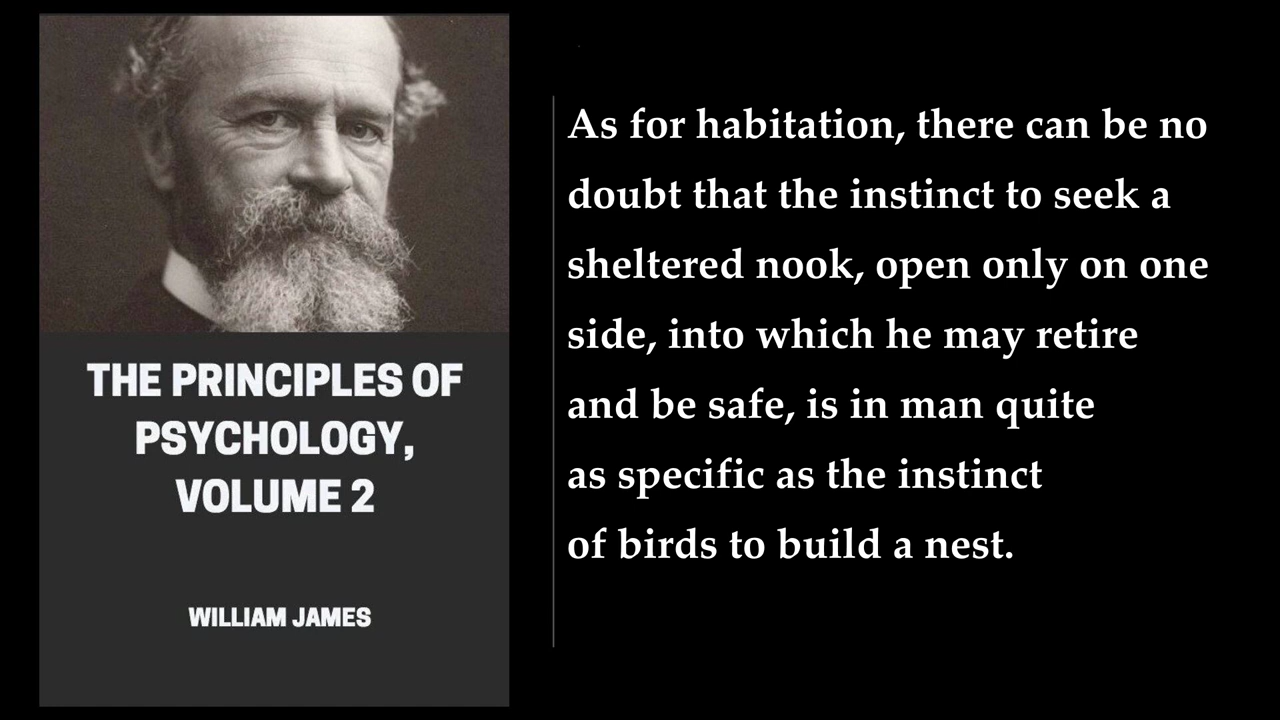 THE PRINCIPLES OF
PSYCHOLOGY,
VOLUME 2
WILLIAM JAMES
As for habitation, there can be no
doubt that the instinct to seek a
sheltered nook, open only on one
side, into which he may retire
and be safe, is in man quite
as specific as the instinct
of birds to build a nest.